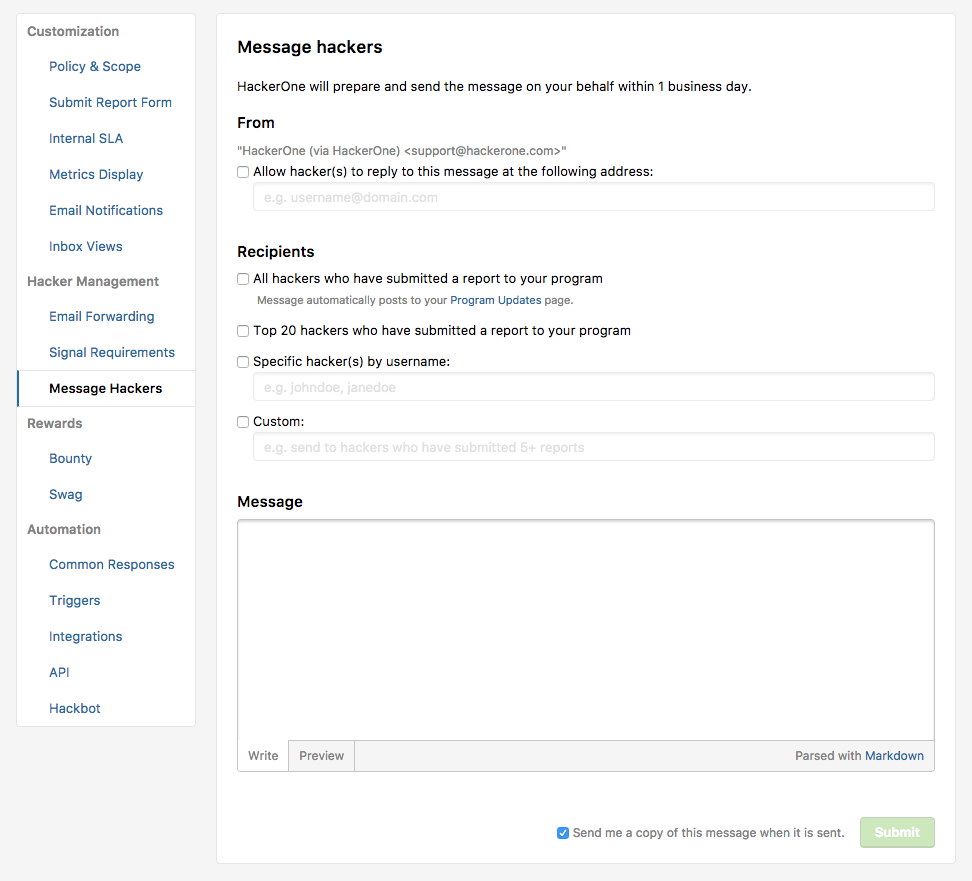 Customization
Policy & Scope
Submit Report Form
Internal SLA
Metrics Display
Email Notifications
Inbox Views
Hacker Management
Email Forwarding
Signal Requirements
Message Hackers
Rewards
Bounty
Swag
Automation
Common Responses
Triggers
Integrations
API
Hackbot
Message hackers
HackerOne will prepare and send the message on your behalf within 1 business day.
From
"HackerOne (via HackerOne) <support@hackerone.com>"
Allow hacker(s) to reply to this message at the following address:
e.g. username@domain.com
Recipients
All hackers who have submitted a report to your program
Message automatically posts to your Program Updates page.
Top 20 hackers who have submitted a report to your program
Specific hacker(s) by username:
e.g. johndoe, janedoe
Custom:
e.g. send to hackers who have submitted 5+ reports
Message
Write Preview Parsed with Markdown
Send me a copy of this message when it is sent. Submit